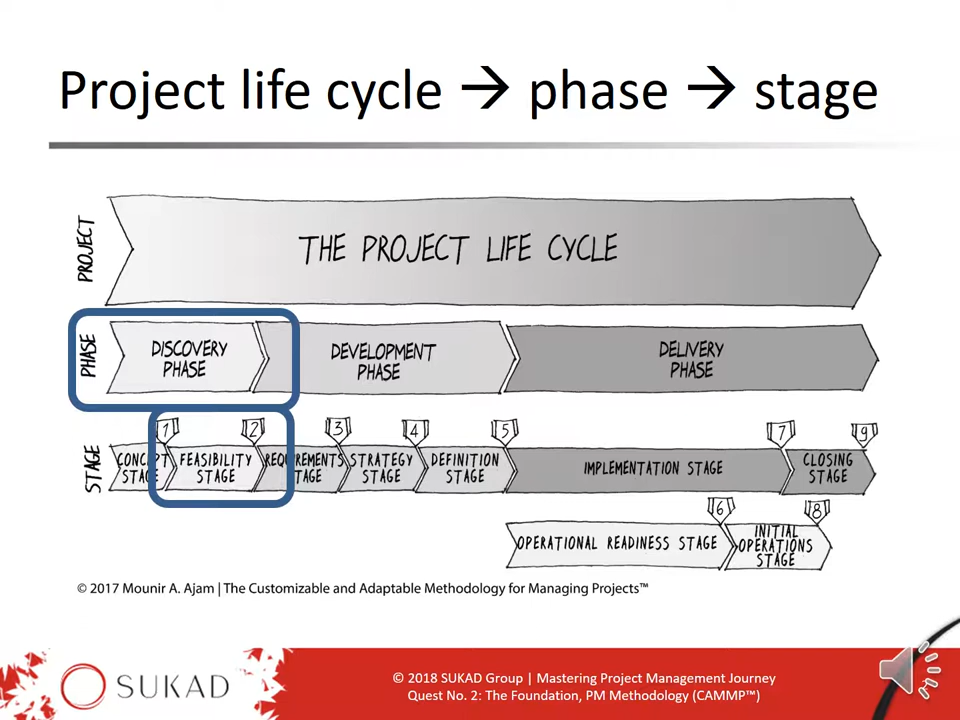 Project life cycle → phase → stage
PROJECT
THE PROJECT LIFE CYCLE
PHASE
DISCOVERY
PHASE
DEVELOPMENT
PHASE
DELIVERY
PHASE
1
2
3
4
5
7
9
STAGE
CONCEPT
STAGE
FEASIBILITY
STAGE
REQUIREMENTS
STAGE
STRATEGY
STAGE
DEFINITION
STAGE
IMPLEMENTATION STAGE
CLOSING
STAGE
6
8
OPERATIONAL READINESS STAGE
INITIAL
OPERATIONS
STAGE
© 2017 Mounir A. Ajam | The Customizable and Adaptable Methodology for Managing Projects™
SUKAD
© 2018 SUKAD Group | Mastering Project Management Journey
Quest No. 2: The Foundation, PM Methodology (CAMMP™)